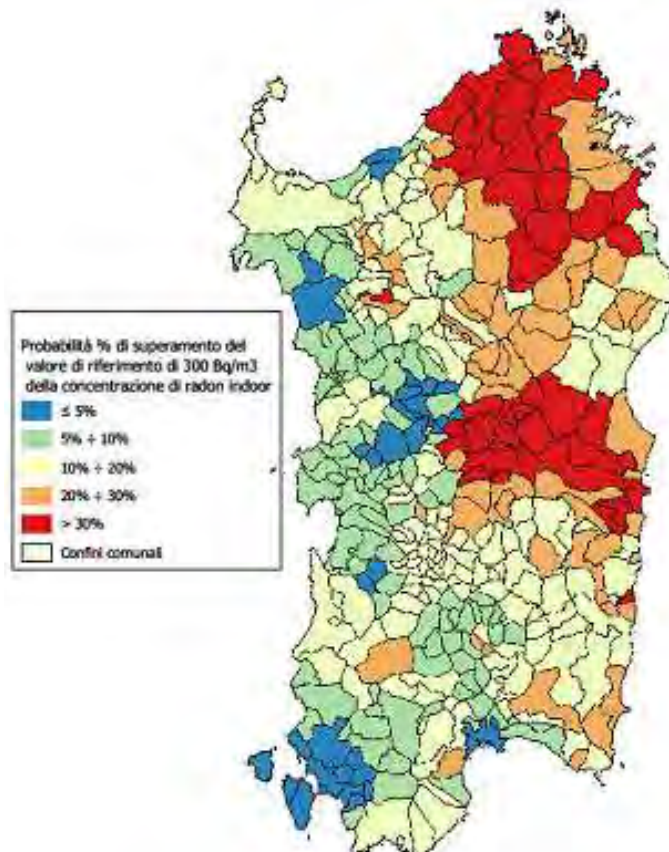 Probabilità % di superamento del
valore di riferimento di 300 Bq/m3
della concentrazione di radon indoor
≤ 5%
5% ÷ 10%
10% ÷ 20%
20% ÷ 30%
> 30%
Confini comunali